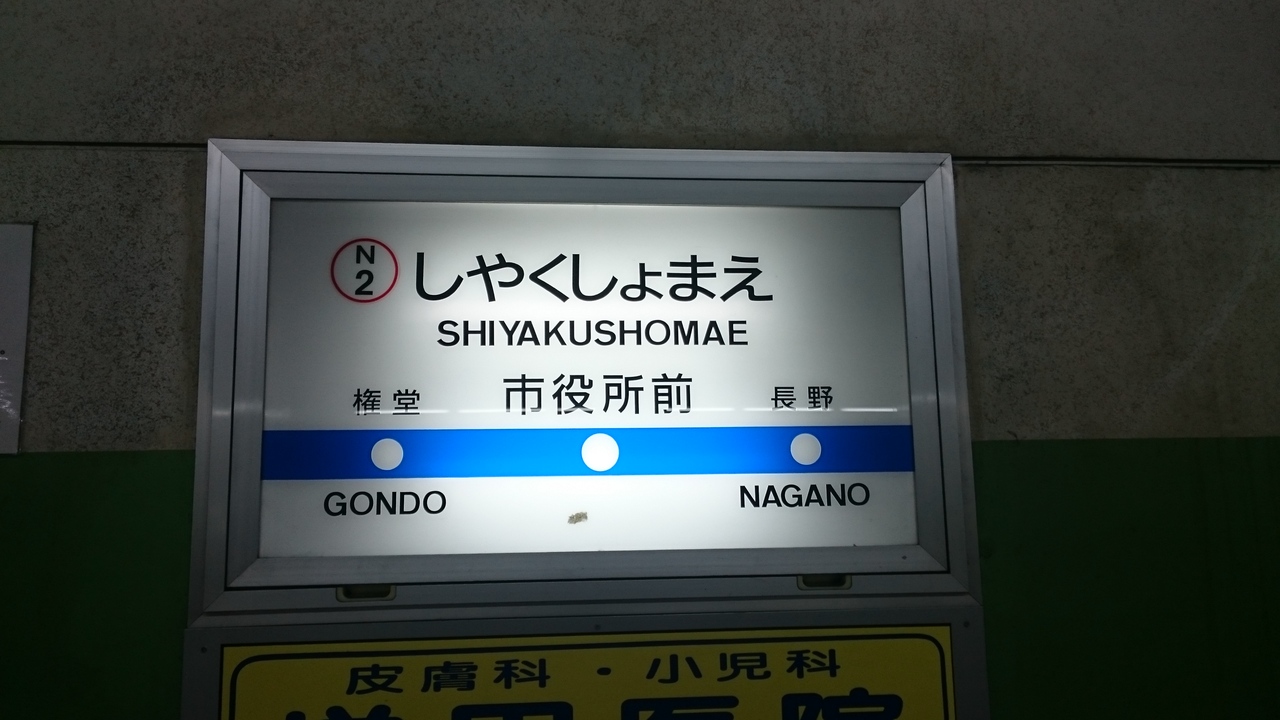 N
2
しやくしょまえ
SHIYAKUSHOMAE
権堂 市役所前 長野
GONDO NAGANO
皮膚科・小児科